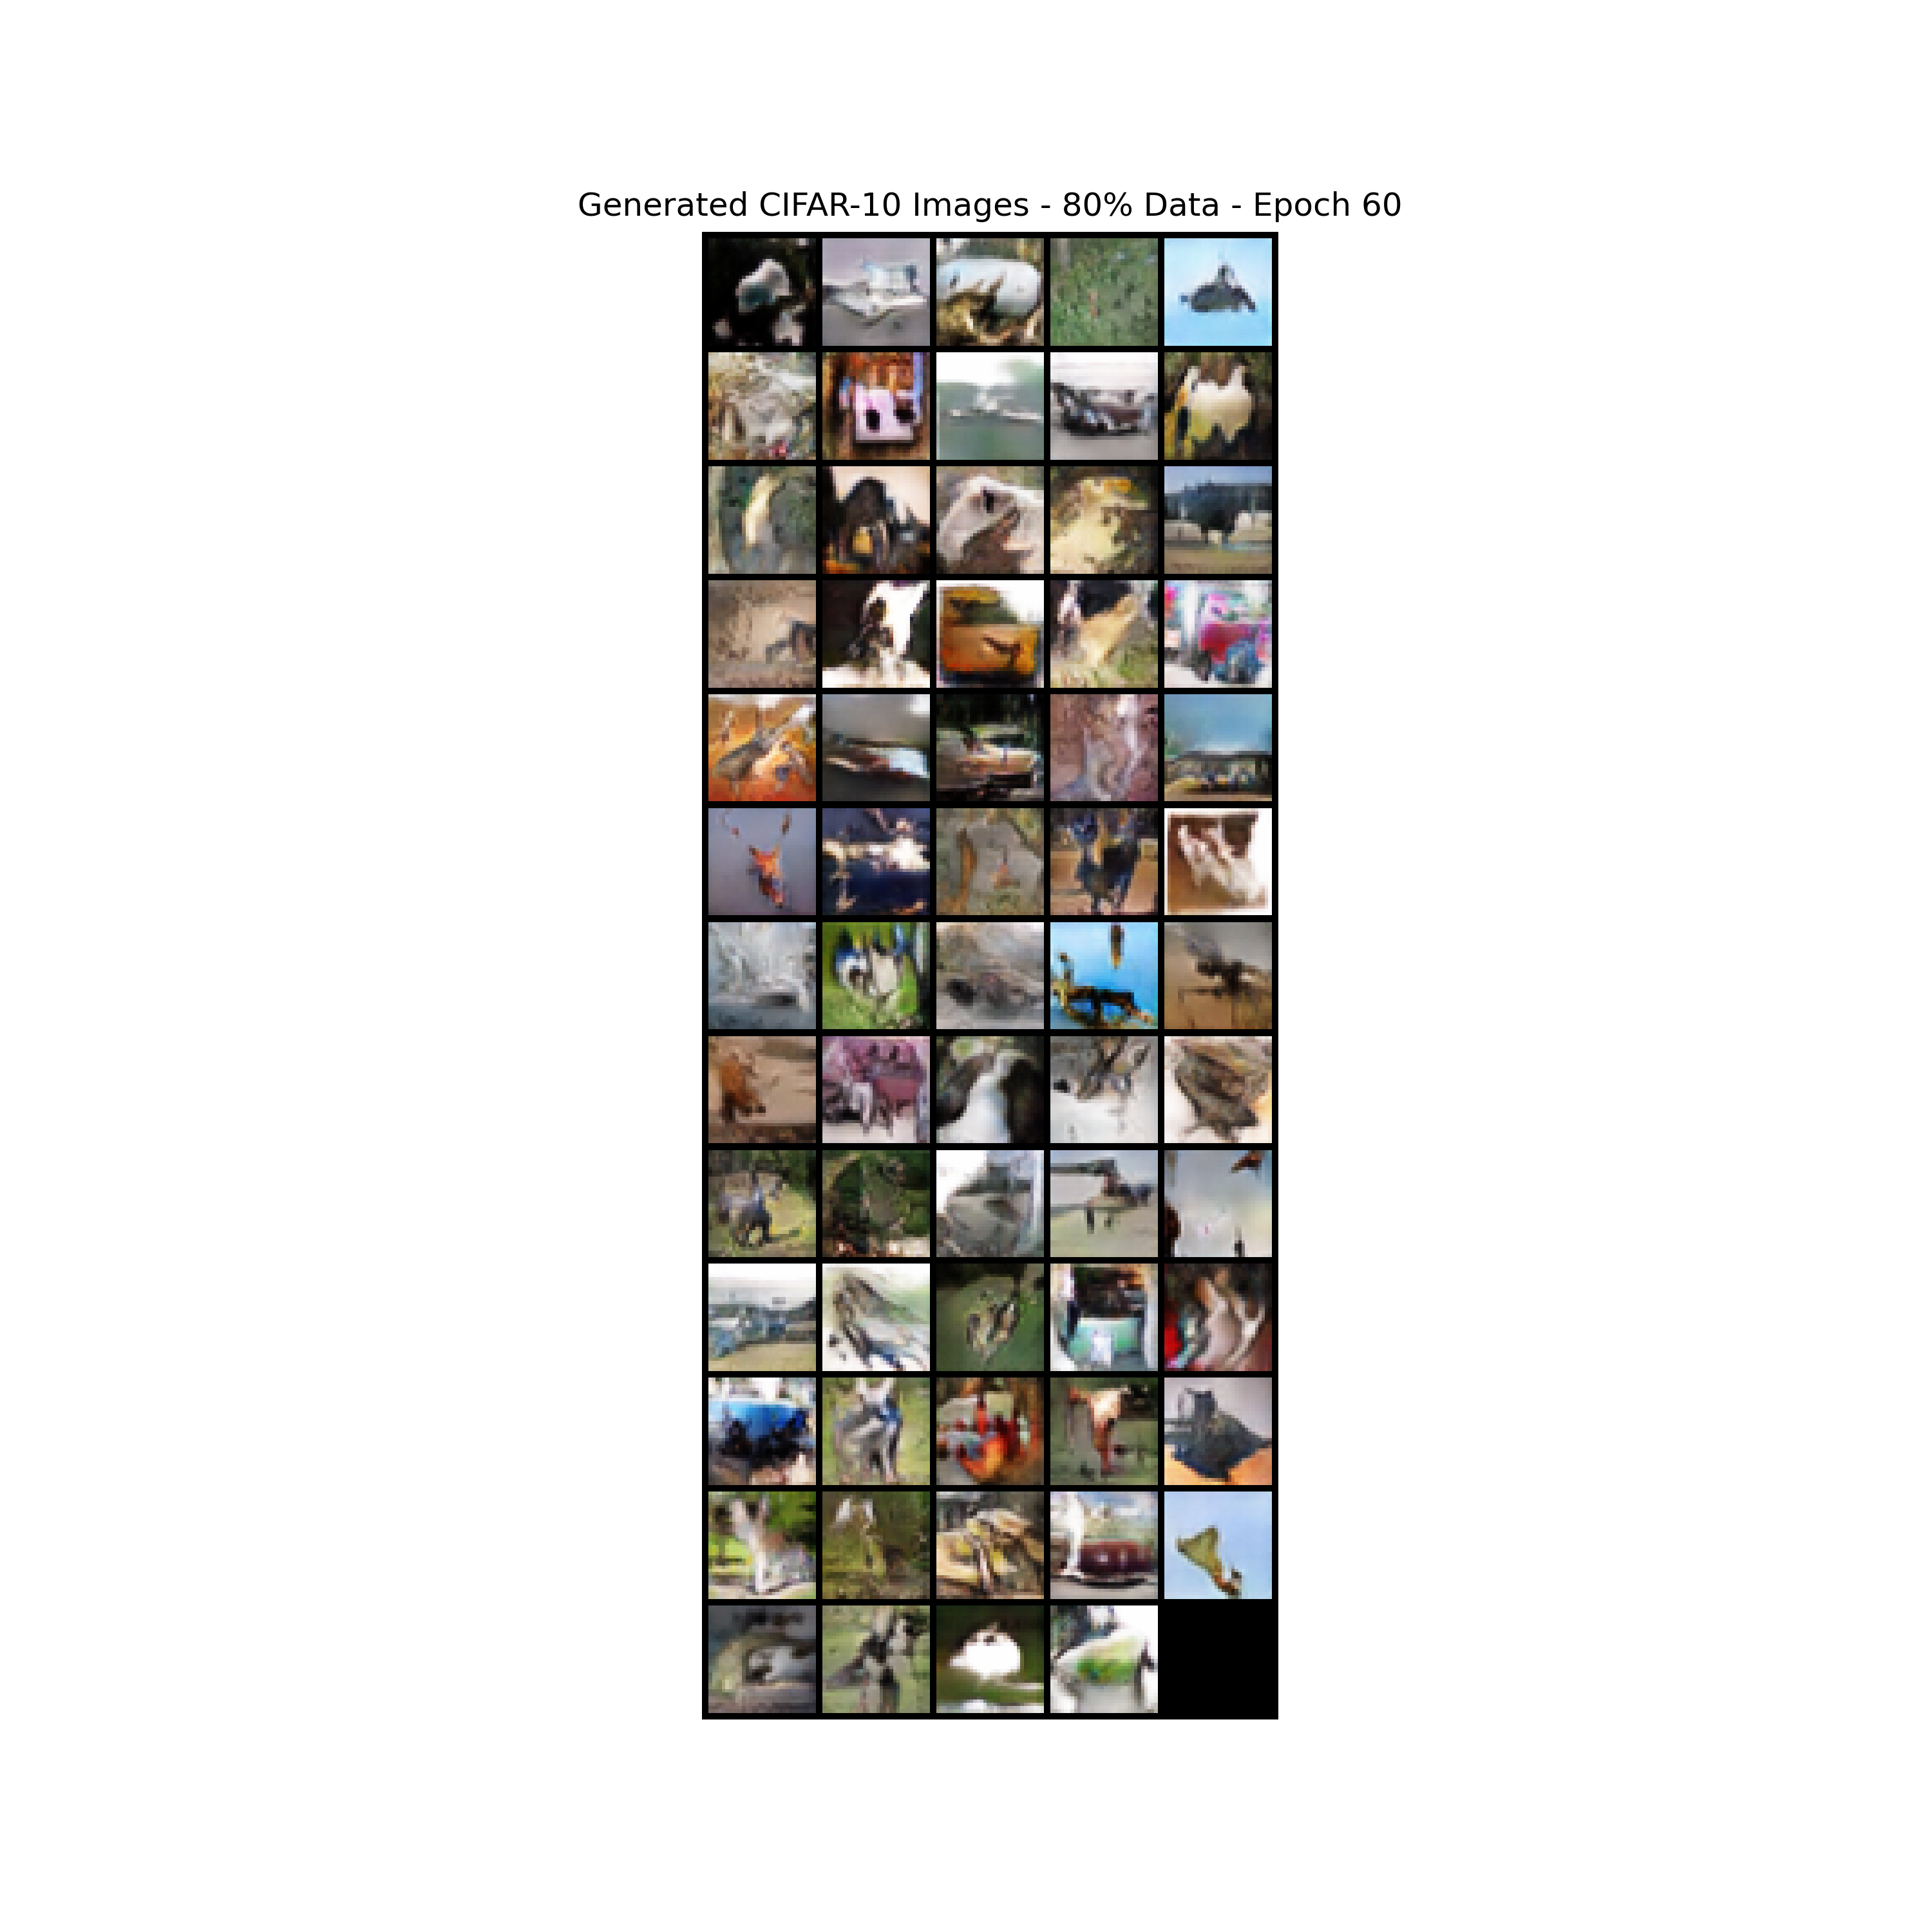 Generated CIFAR-10 Images - 80% Data - Epoch 60